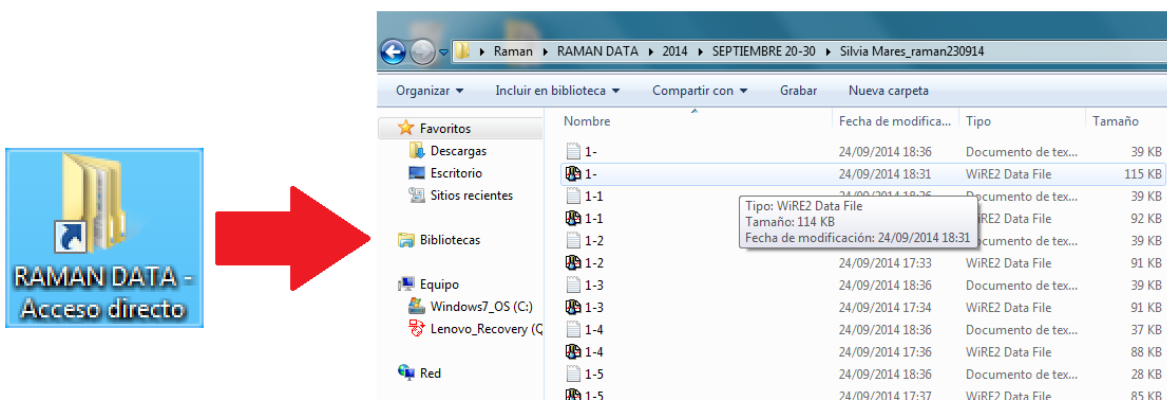 RAMAN DATA -
Acceso directo
Raman ▸ RAMAN DATA ▸ 2014 ▸ SEPTIEMBRE 20-30 ▸ Silvia Mares_raman230914
Organizar Incluir en biblioteca Compartir con Grabar Nueva carpeta
Favoritos
Descargas
Escritorio
Sitios recientes
Bibliotecas
Equipo
Windows7_OS (C:)
Lenovo_Recovery (Q
Red
Nombre Fecha de modifica... Tipo Tamaño
1- 24/09/2014 18:36 Documento de tex... 39 KB
1- 24/09/2014 18:31 WiRE2 Data File 115 KB
1-1 24/09/2014 18:36 Documento de tex... 39 KB
1-1 IRE2 Data File 92 KB
1-2 ocumento de tex... 39 KB
1-2 24/09/2014 17:33 WiRE2 Data File 91 KB
1-3 24/09/2014 18:36 Documento de tex... 39 KB
1-3 24/09/2014 17:34 WiRE2 Data File 91 KB
1-4 24/09/2014 18:36 Documento de tex... 37 KB
1-4 24/09/2014 17:36 WiRE2 Data File 88 KB
1-5 24/09/2014 18:36 Documento de tex... 28 KB
1-5 24/09/2014 17:37 WiRE2 Data File 85 KB
Tipo: WiRE2 Data File
Tamaño: 114 KB
Fecha de modificación: 24/09/2014 18:31